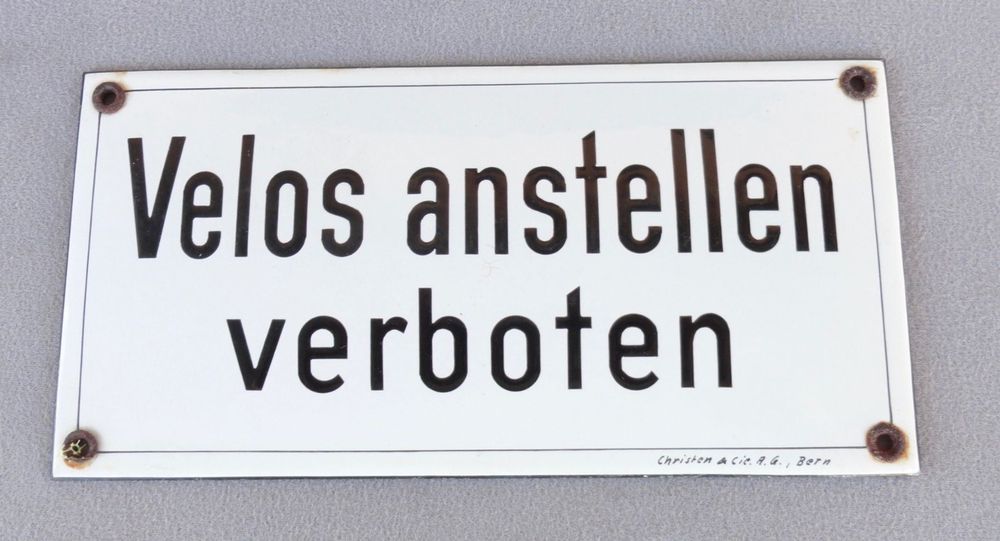 Velos anstellen
verboten
Christen & Cie. A.G., Bern